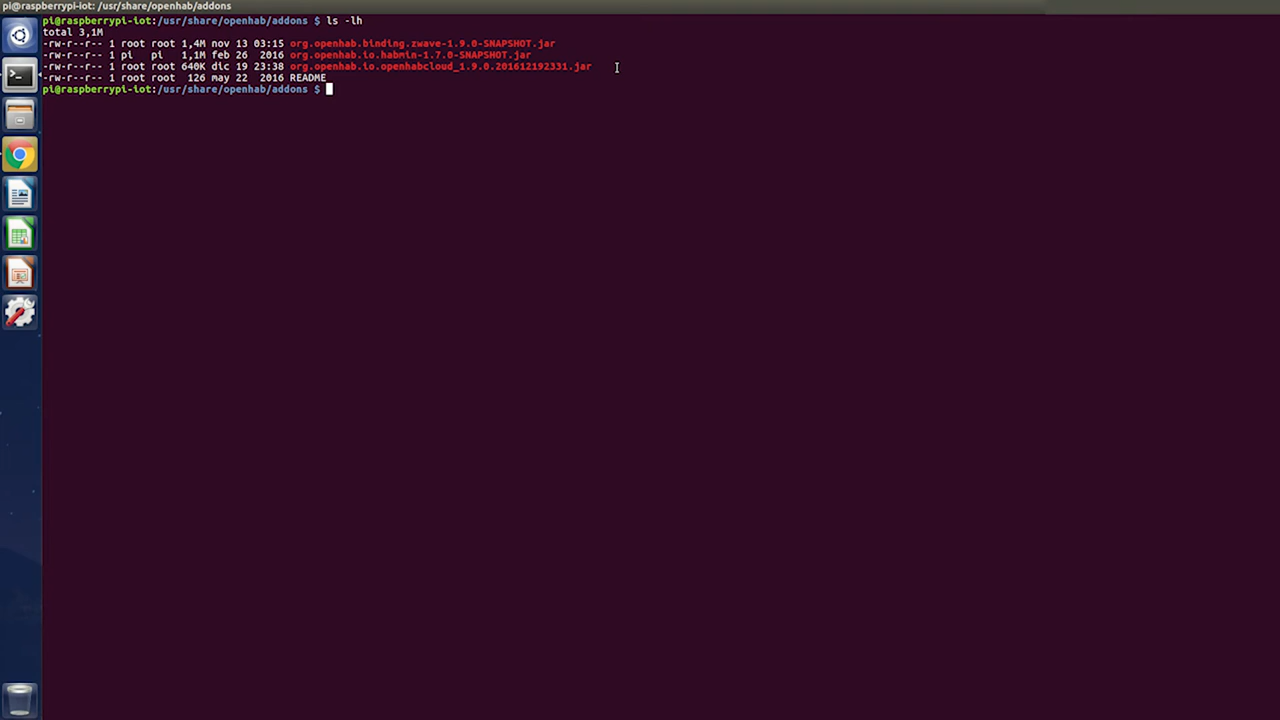 pi@raspberrypi-iot: /usr/share/openhab/addons
pi@raspberrypi-iot:/usr/share/openhab/addons $ ls -lh
total 3,1M
-rw-r--r-- 1 root root 1,4M nov 13 03:15 org.openhab.binding.zwave-1.9.0-SNAPSHOT.jar
-rw-r--r-- 1 pi   pi   1,1M feb 26  2016 org.openhab.io.habmin-1.7.0-SNAPSHOT.jar
-rw-r--r-- 1 root root 640K dic 19 23:38 org.openhab.io.openhabcloud_1.9.0.201612192331.jar
-rw-r--r-- 1 root root  126 may 22  2016 README
pi@raspberrypi-iot:/usr/share/openhab/addons $